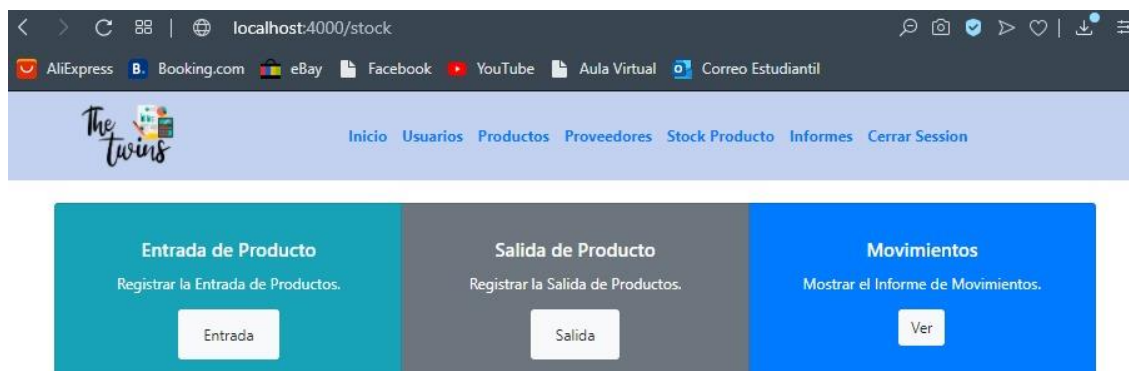 localhost:4000/stock
AliExpress B. Booking.com eBay Facebook YouTube Aula Virtual Correo Estudiantil
The twins
Inicio Usuarios Productos Proveedores Stock Producto Informes Cerrar Session
Entrada de Producto
Registrar la Entrada de Productos.
Entrada
Salida de Producto
Registrar la Salida de Productos.
Salida
Movimientos
Mostrar el Informe de Movimientos.
Ver